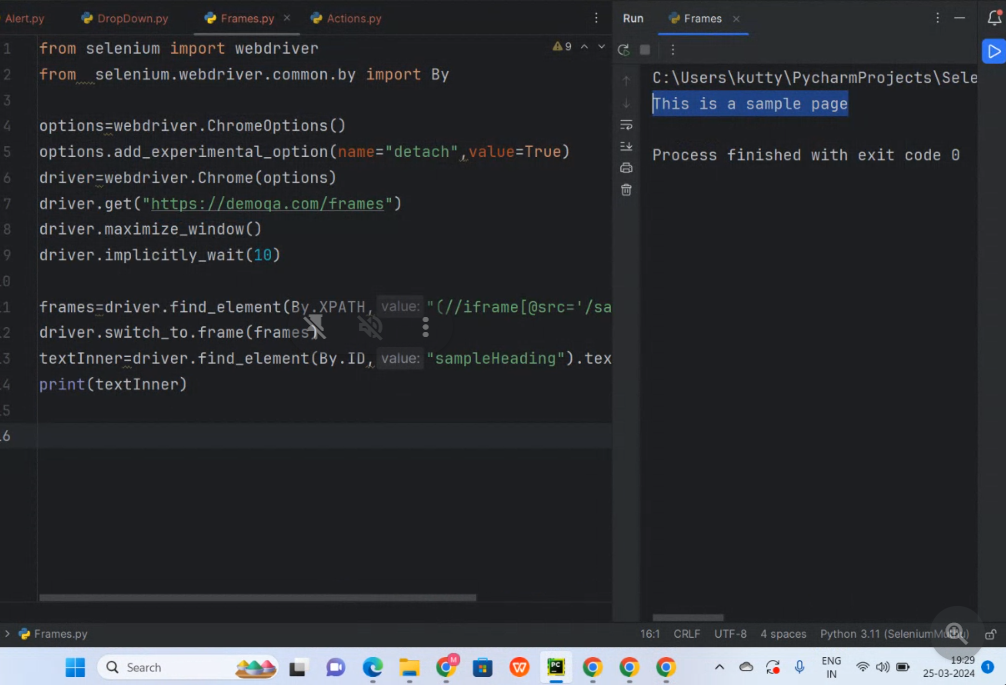 Alert.py DropDown.py Frames.py Actions.py
Run Frames
9
1 from selenium import webdriver
2 from selenium.webdriver.common.by import By
3
4 options=webdriver.ChromeOptions()
5 options.add_experimental_option(name="detach",value=True)
6 driver=webdriver.Chrome(options)
7 driver.get("https://demoqa.com/frames")
8 driver.maximize_window()
9 driver.implicitly_wait(10)
0
11 frames=driver.find_element(By.XPATH, value: "(//iframe[@src='/sa
12 driver.switch_to.frame(frames)
13 textInner=driver.find_element(By.ID, value: "sampleHeading").tex
14 print(textInner)
15
16
C:\Users\kutty\PycharmProjects\Sele
This is a sample page
Process finished with exit code 0
Frames.py
16:1 CRLF UTF-8 4 spaces Python 3.11 (SeleniumMuthu)
Search
M
W
PC
ENG
IN
19:29
25-03-2024
1